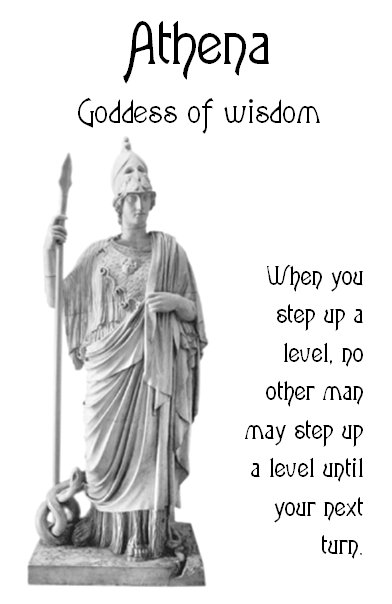 Athena
Goddess of wisdom
When you
step up a
level, no
other man
may step up
a level until
your next
turn.